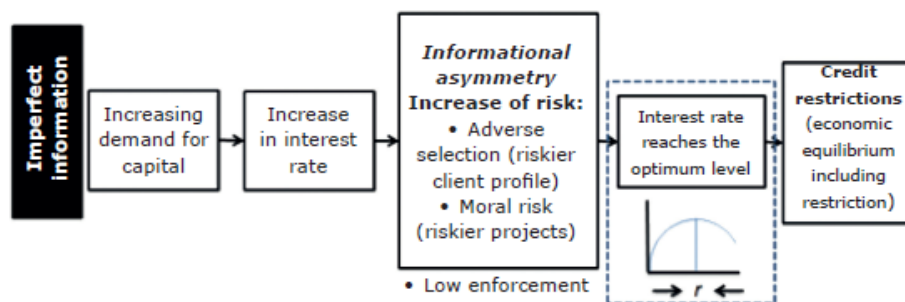 Imperfect
information
Increasing
demand for
capital
Increase
in interest
rate
Informational
asymmetry
Increase of risk:
• Adverse
selection (riskier
client profile)
• Moral risk
(riskier projects)
• Low enforcement
Interest rate
reaches the
optimum level
r
Credit
restrictions
(economic
equilibrium
including
restriction)